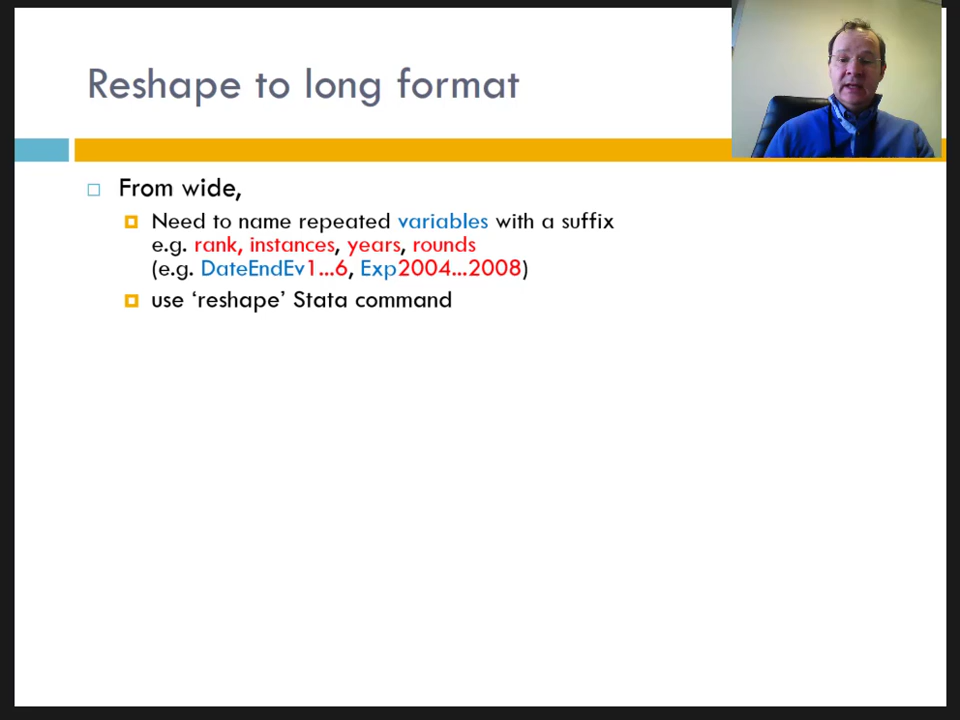 Reshape to long format
From wide,
Need to name repeated variables with a suffix
e.g. rank, instances, years, rounds
(e.g. DateEndEv1...6, Exp2004...2008)
use ‘reshape’ Stata command